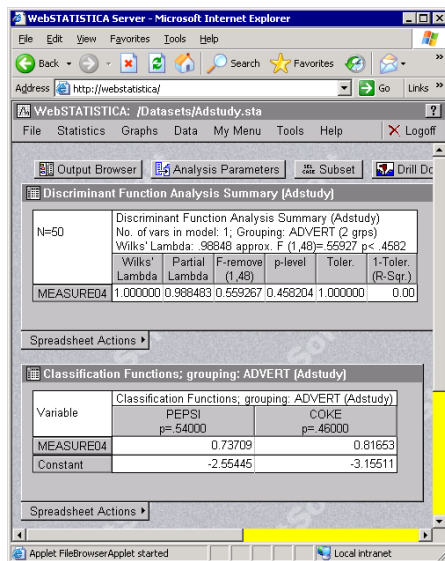 WebSTATISTICA Server - Microsoft Internet Explorer
File Edit View Favorites Tools Help
Back Search Favorites
Address http://webstatistica/ Go Links »
WebSTATISTICA: /Datasets/Adstudy.sta ?
File Statistics Graphs Data My Menu Tools Help Logoff
Output Browser Analysis Parameters SEL CASE Subset Drill Do
Discriminant Function Analysis Summary (Adstudy)
N=50
Discriminant Function Analysis Summary (Adstudy)
No. of vars in model: 1; Grouping: ADVERT (2 grps)
Wilks' Lambda: .98848 approx. F (1,48)=.55927 p< .4582
Wilks' Lambda Partial Lambda F-remove (1,48) p-level Toler. 1-Toler. (R-Sqr.)
MEASURE04 1.000000 0.988483 0.559267 0.458204 1.000000 0.00
Spreadsheet Actions
Classification Functions; grouping: ADVERT (Adstudy)
Variable
Classification Functions; grouping: ADVERT (Adstudy)
PEPSI p=.54000 COKE p=.46000
MEASURE04 0.73709 0.81653
Constant -2.55445 -3.15511
Spreadsheet Actions
Applet FileBrowserApplet started Local intranet